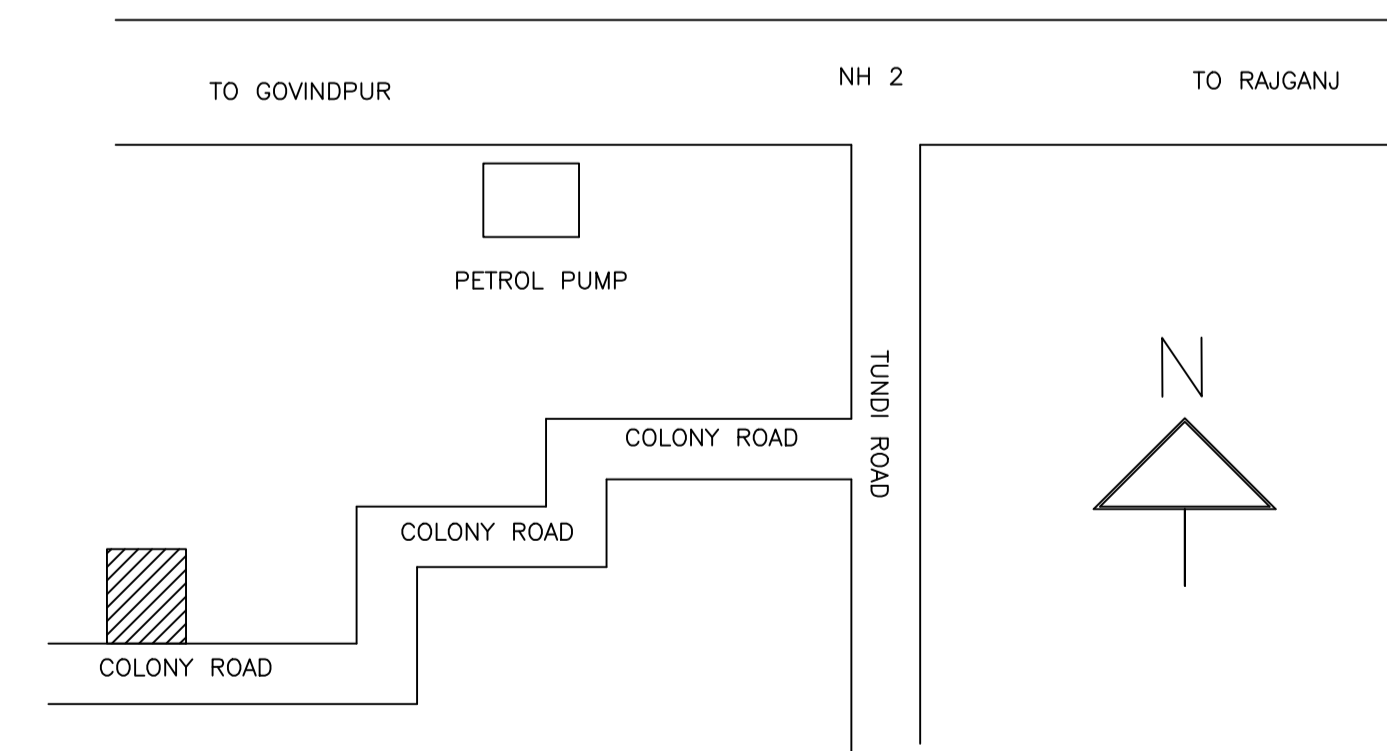 NH 2
TO GOVINDPUR
TO RAJGANJ
PETROL PUMP
N
TUNDI ROAD
COLONY ROAD
COLONY ROAD
COLONY ROAD